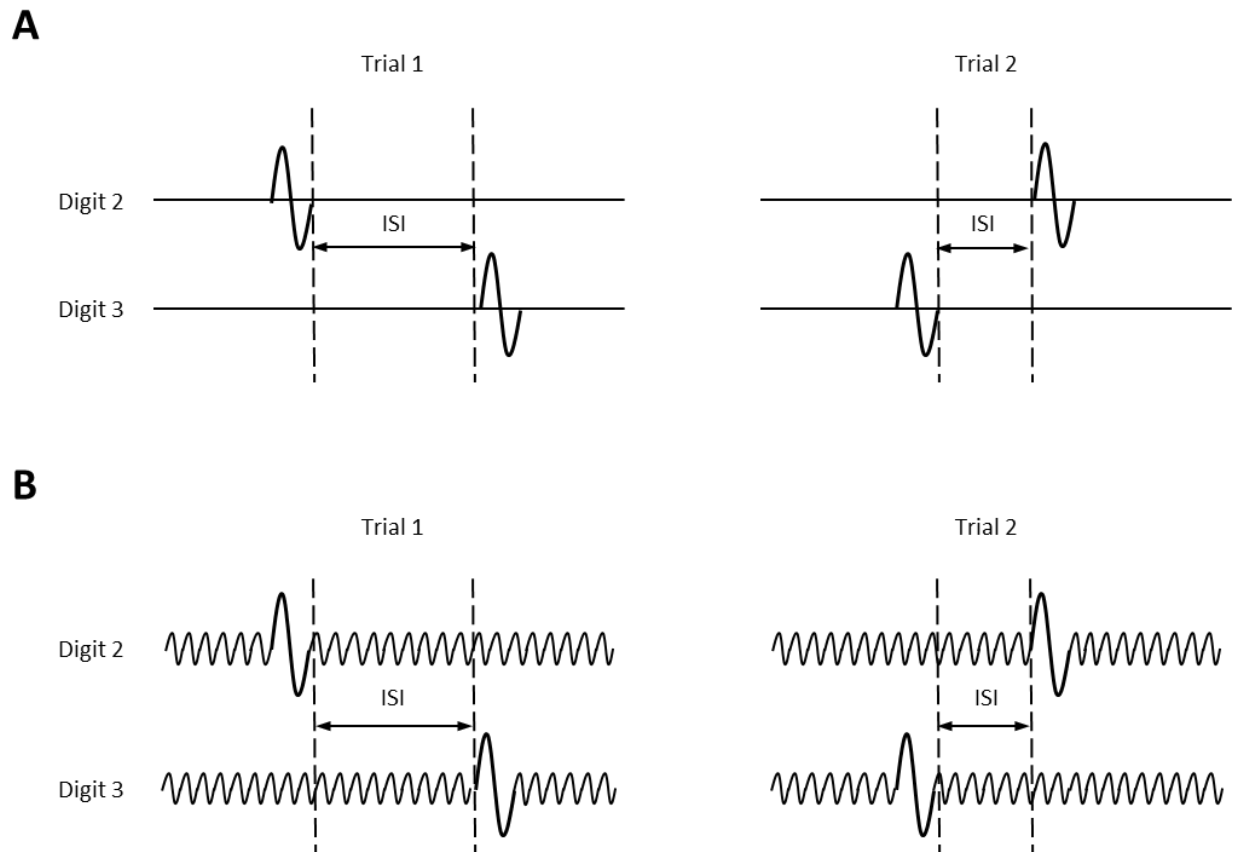 A
Trial 1
Trial 2
Digit 2
ISI
ISI
Digit 3
B
Trial 1
Trial 2
Digit 2
ISI
ISI
Digit 3